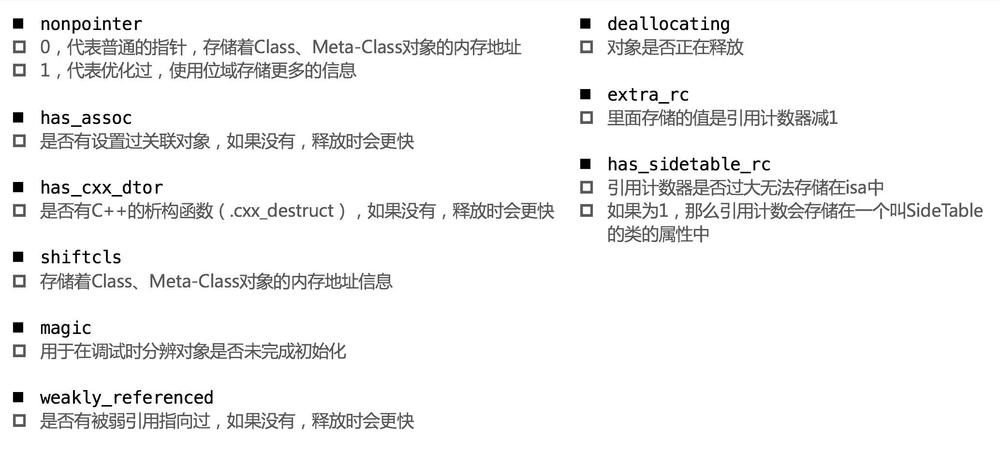 nonpointer
0，代表普通的指针，存储着Class、Meta-Class对象的内存地址
1，代表优化过，使用位域存储更多的信息
has_assoc
是否有设置过关联对象，如果没有，释放时会更快
has_cxx_dtor
是否有C++的析构函数（.cxx_destruct），如果没有，释放时会更快
shiftcls
存储着Class、Meta-Class对象的内存地址信息
magic
用于在调试时分辨对象是否未完成初始化
weakly_referenced
是否有被弱引用指向过，如果没有，释放时会更快
deallocating
对象是否正在释放
extra_rc
里面存储的值是引用计数器减1
has_sidetable_rc
引用计数器是否过大无法存储在isa中
如果为1，那么引用计数会存储在一个叫SideTable
的类的属性中